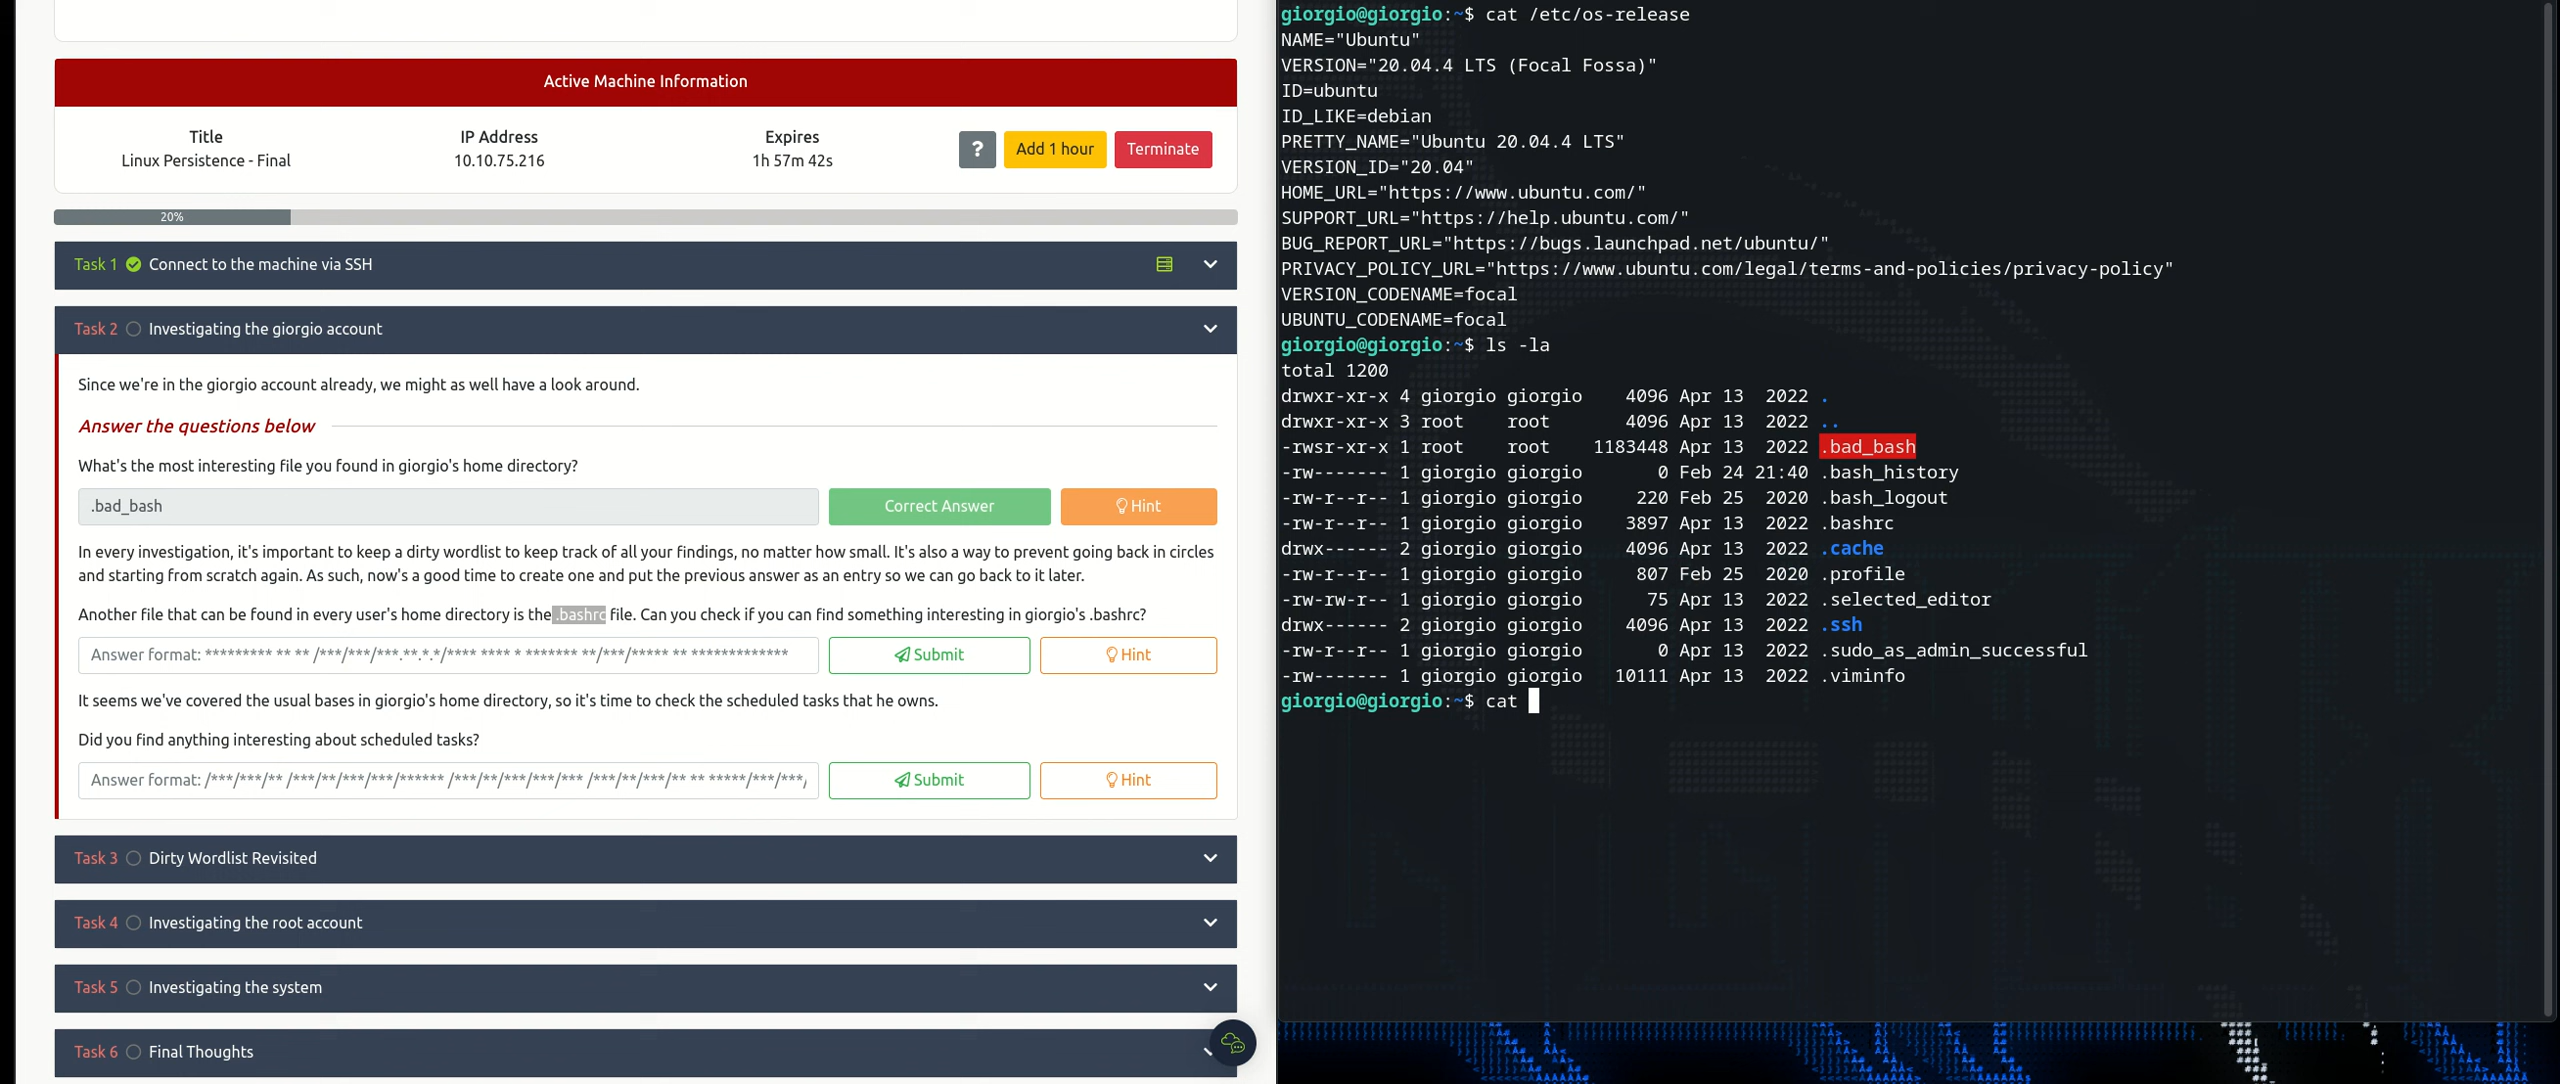 Active Machine Information
Title
Linux Persistence - Final
IP Address
10.10.75.216
Expires
1h 57m 42s
?
Add 1 hour
Terminate
20%
Task 1 Connect to the machine via SSH
Task 2 Investigating the giorgio account
Since we're in the giorgio account already, we might as well have a look around.
Answer the questions below
What's the most interesting file you found in giorgio's home directory?
.bad_bash
Correct Answer
Hint
In every investigation, it's important to keep a dirty wordlist to keep track of all your findings, no matter how small. It's also a way to prevent going back in circles
and starting from scratch again. As such, now's a good time to create one and put the previous answer as an entry so we can go back to it later.
Another file that can be found in every user's home directory is the .bashrc file. Can you check if you can find something interesting in giorgio's .bashrc?
Answer format: ********* ** ** /***/***/***.**.*.*/**** **** * ******* **/***/***** ** *************
Submit
Hint
It seems we've covered the usual bases in giorgio's home directory, so it's time to check the scheduled tasks that he owns.
Did you find anything interesting about scheduled tasks?
Answer format: /***/***/** /***/**/***/***/****** /***/**/***/***/*** /***/**/***/** ** *****/***/***/
Submit
Hint
Task 3 Dirty Wordlist Revisited
Task 4 Investigating the root account
Task 5 Investigating the system
Task 6 Final Thoughts
giorgio@giorgio:~$ cat /etc/os-release
NAME="Ubuntu"
VERSION="20.04.4 LTS (Focal Fossa)"
ID=ubuntu
ID_LIKE=debian
PRETTY_NAME="Ubuntu 20.04.4 LTS"
VERSION_ID="20.04"
HOME_URL="https://www.ubuntu.com/"
SUPPORT_URL="https://help.ubuntu.com/"
BUG_REPORT_URL="https://bugs.launchpad.net/ubuntu/"
PRIVACY_POLICY_URL="https://www.ubuntu.com/legal/terms-and-policies/privacy-policy"
VERSION_CODENAME=focal
UBUNTU_CODENAME=focal
giorgio@giorgio:~$ ls -la
total 1200
drwxr-xr-x 4 giorgio giorgio 4096 Apr 13 2022 .
drwxr-xr-x 3 root root 4096 Apr 13 2022 ..
-rwsr-xr-x 1 root root 1183448 Apr 13 2022 .bad_bash
-rw------- 1 giorgio giorgio 0 Feb 24 21:40 .bash_history
-rw-r--r-- 1 giorgio giorgio 220 Feb 25 2020 .bash_logout
-rw-r--r-- 1 giorgio giorgio 3897 Apr 13 2022 .bashrc
drwx------ 2 giorgio giorgio 4096 Apr 13 2022 .cache
-rw-r--r-- 1 giorgio giorgio 807 Feb 25 2020 .profile
-rw-rw-r-- 1 giorgio giorgio 75 Apr 13 2022 .selected_editor
drwx------ 2 giorgio giorgio 4096 Apr 13 2022 .ssh
-rw-r--r-- 1 giorgio giorgio 0 Apr 13 2022 .sudo_as_admin_successful
-rw------- 1 giorgio giorgio 10111 Apr 13 2022 .viminfo
giorgio@giorgio:~$ cat